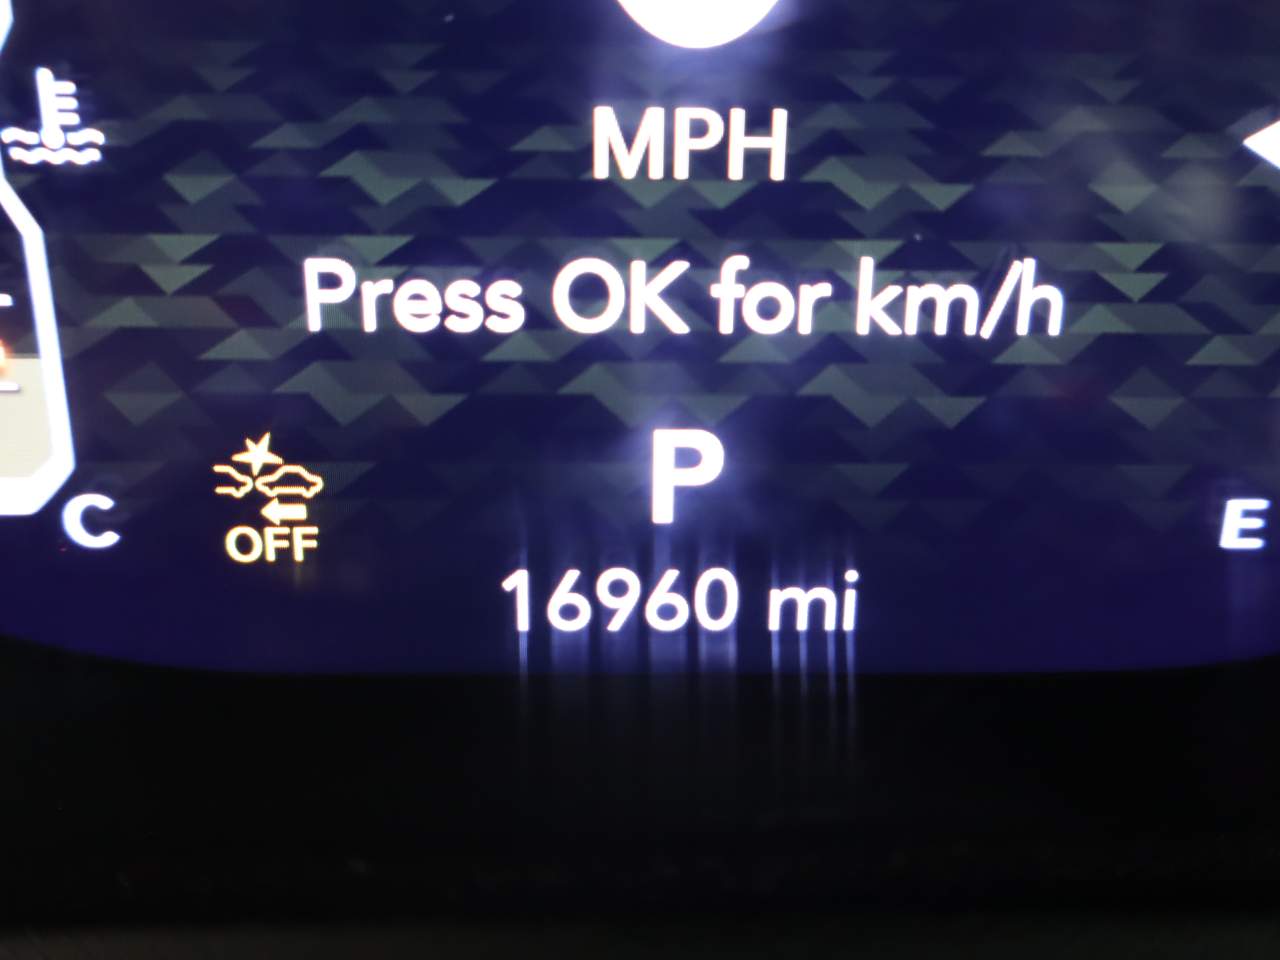 MPH
Press OK for km/h
P
C
OFF
E
16960 mi